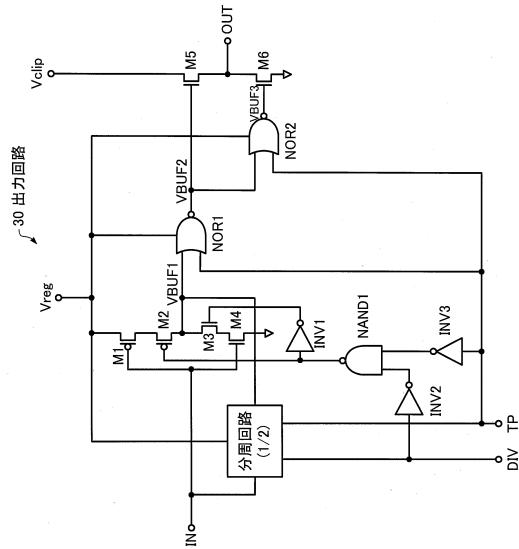 30 出力回路
Vreg
Vclip
M1
M2
VBUF1
M3
M4
INV1
NOR1
VBUF2
M5
OUT
M6
VBUF3
NOR2
分周回路
(1/2)
IN
NAND1
INV2
INV3
DIV
TP